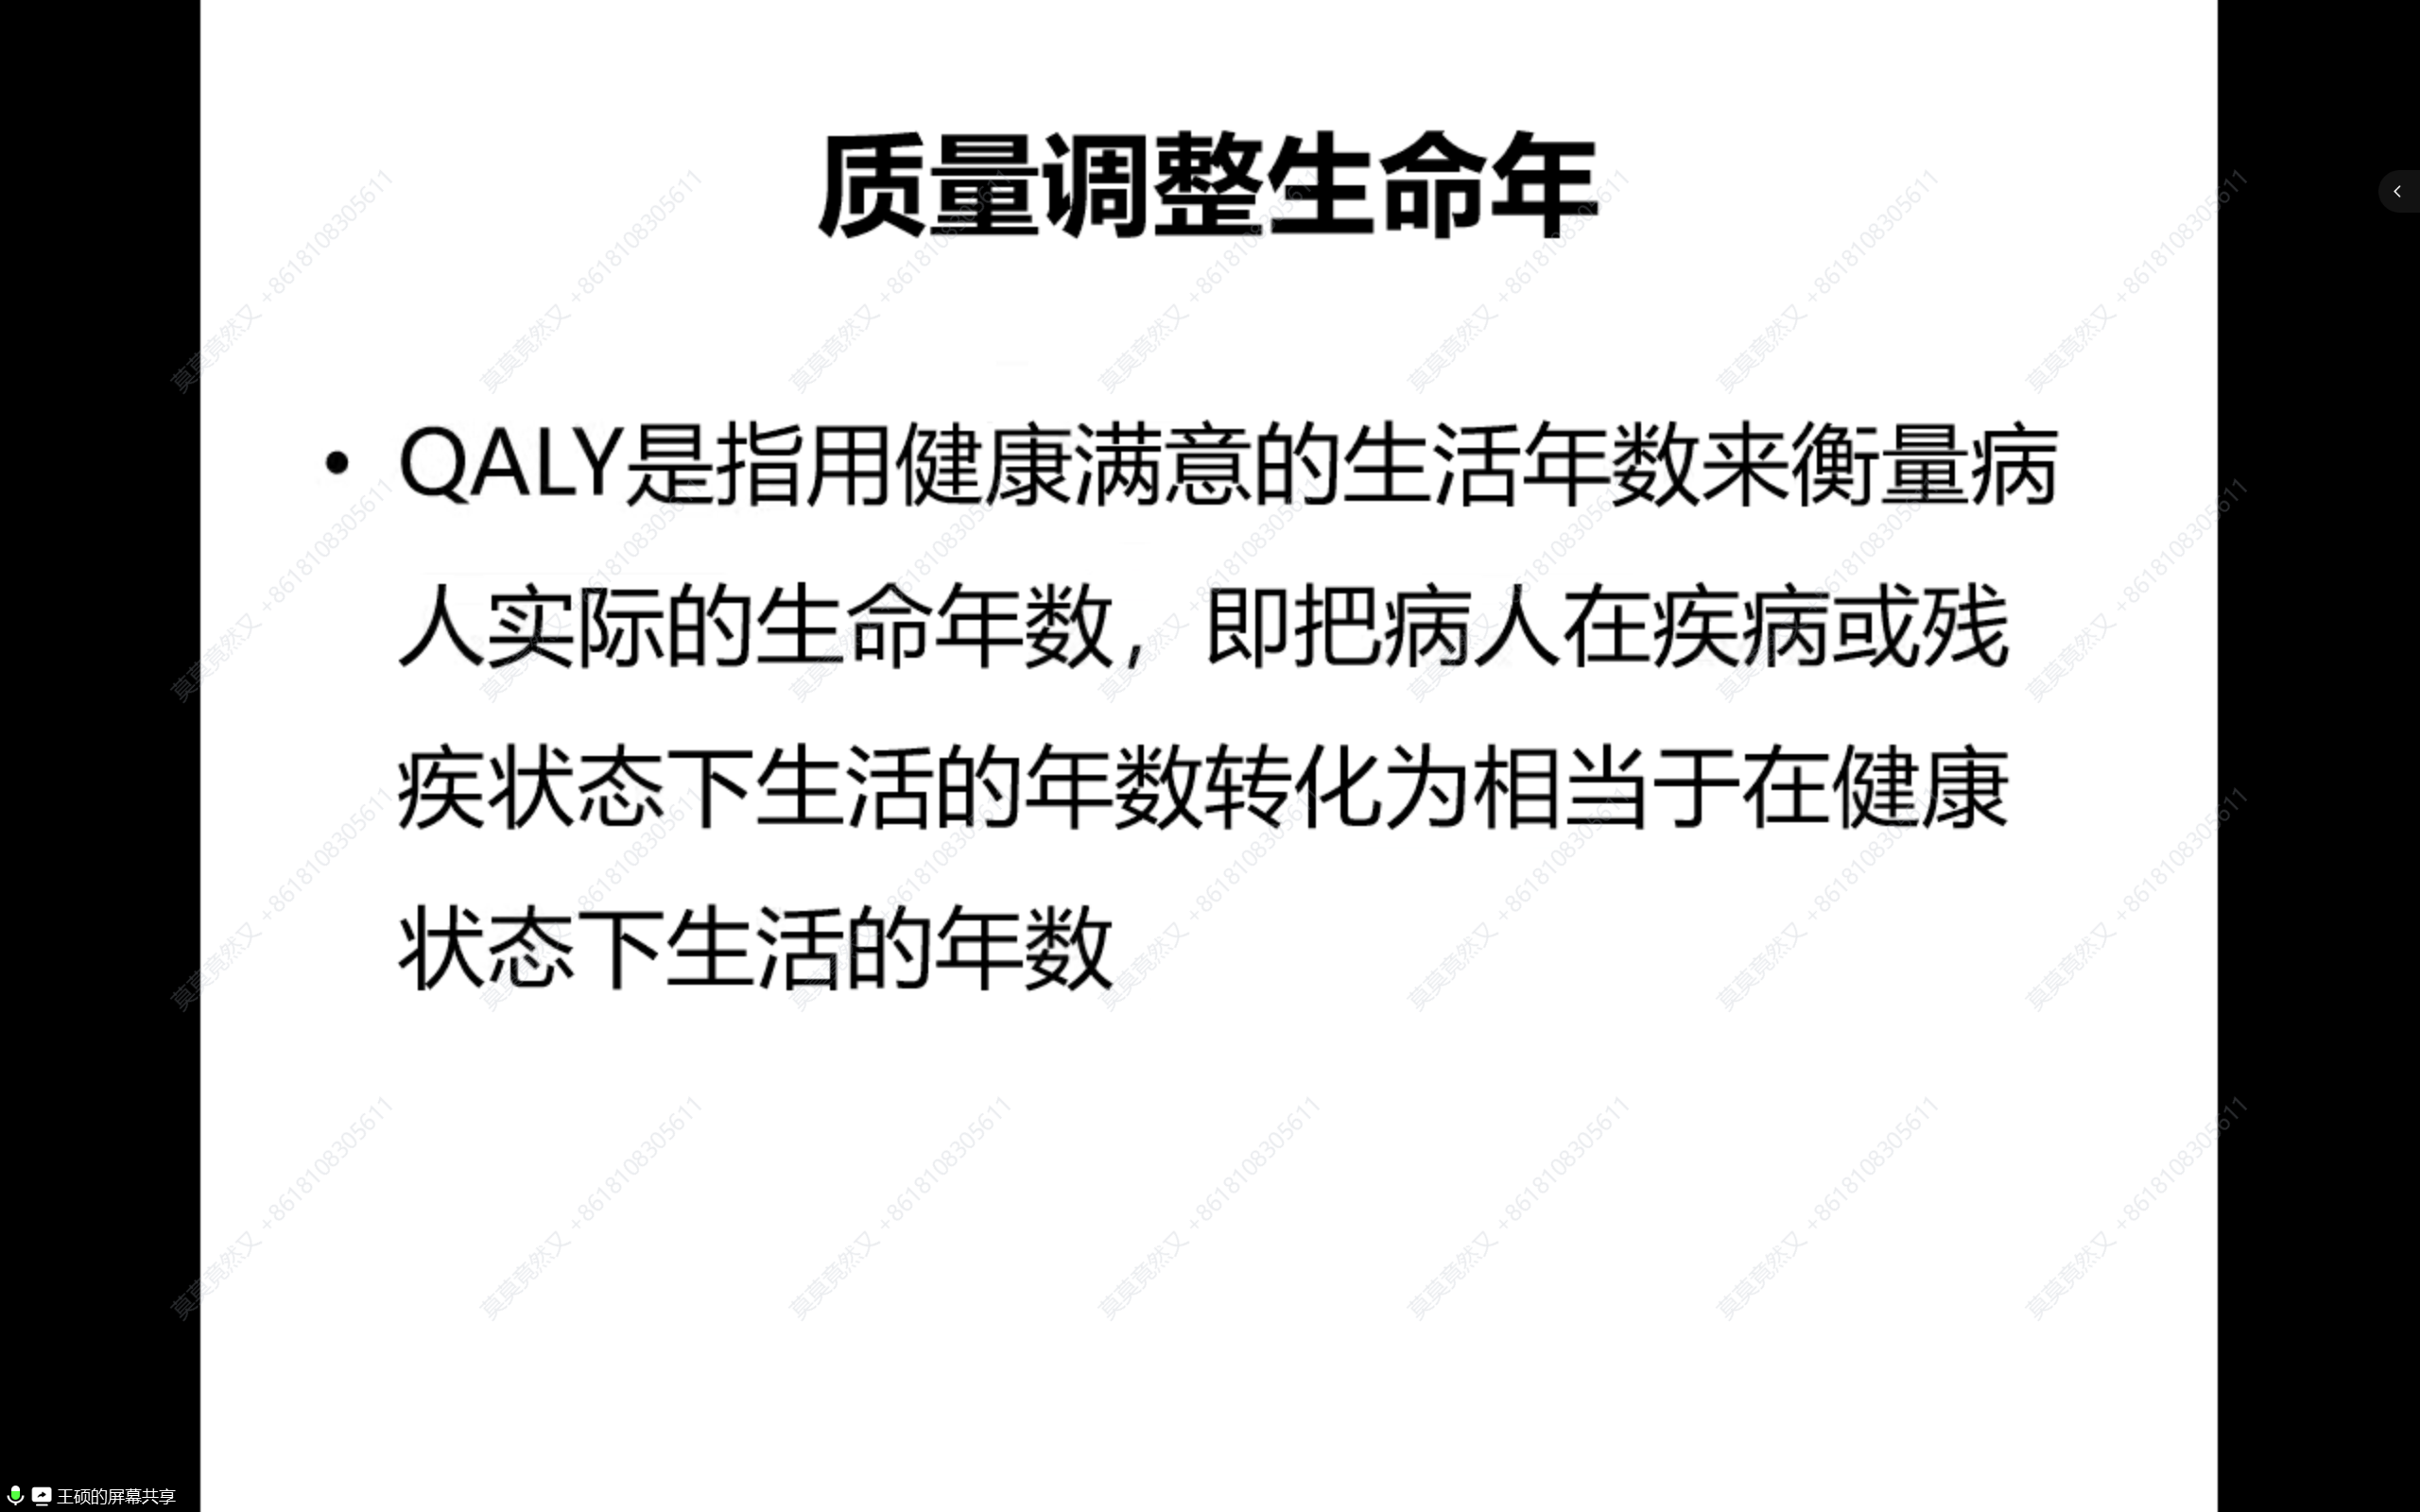 质量调整生命年
• QALY是指用健康满意的生活年数来衡量病
人实际的生命年数，即把病人在疾病或残
疾状态下生活的年数转化为相当于在健康
状态下生活的年数
莫莫竟然又 +8618108305611
王硕的屏幕共享